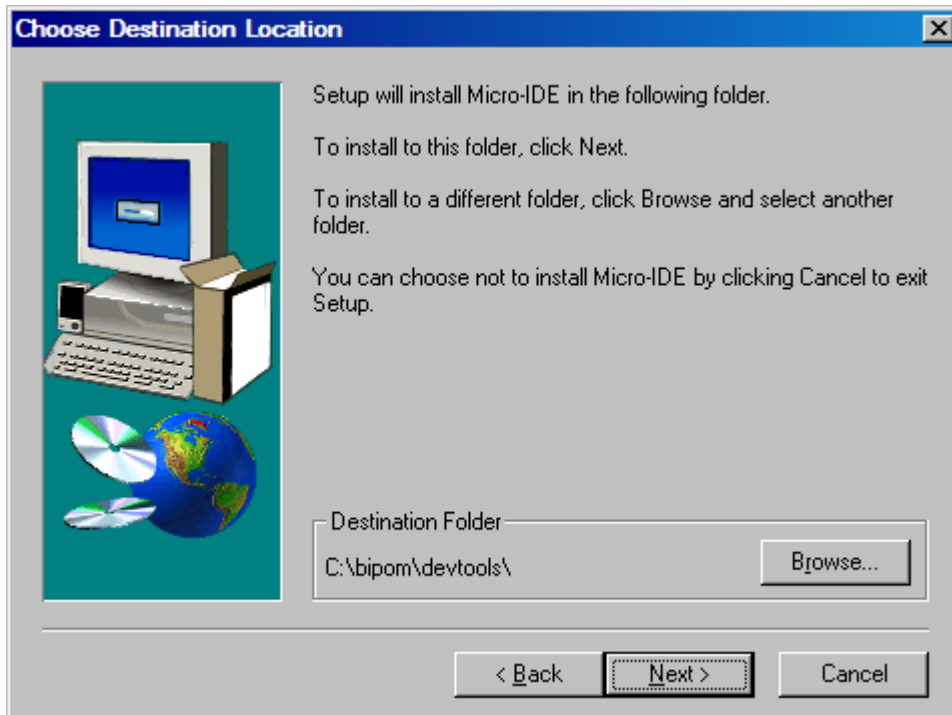 Choose Destination Location
Setup will install Micro-IDE in the following folder.
To install to this folder, click Next.
To install to a different folder, click Browse and select another
folder.
You can choose not to install Micro-IDE by clicking Cancel to exit
Setup.
Destination Folder
C:\bipom\devtools\
Browse...
< Back
Next >
Cancel